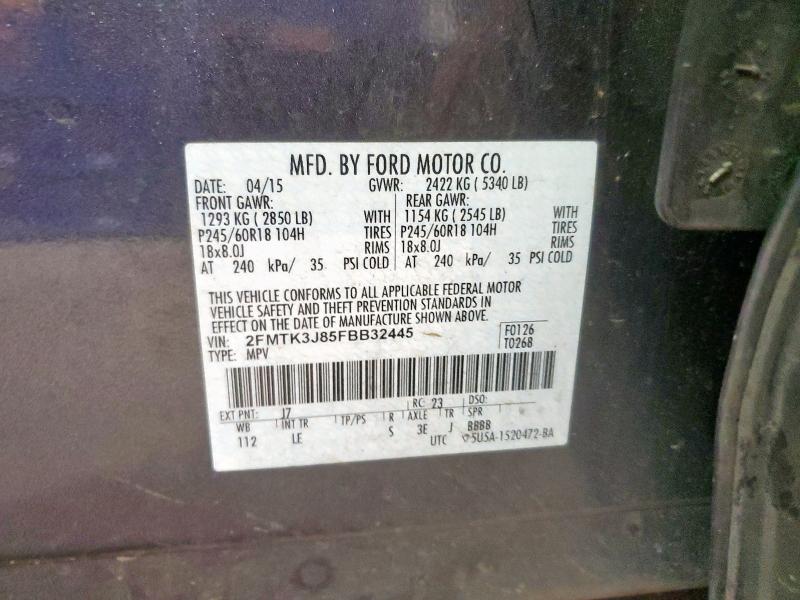 MFD. BY FORD MOTOR CO.
DATE: 04/15 GVWR: 2422 KG ( 5340 LB)
FRONT GAWR: REAR GAWR:
1293 KG ( 2850 LB) WITH 1154 KG ( 2545 LB) WITH
P245/60R18 104H TIRES P245/60R18 104H TIRES
18x8.0J RIMS 18x8.0J RIMS
AT 240 kPa/ 35 PSI COLD AT 240 kPa/ 35 PSI COLD
THIS VEHICLE CONFORMS TO ALL APPLICABLE FEDERAL MOTOR
VEHICLE SAFETY AND THEFT PREVENTION STANDARDS IN
EFFECT ON THE DATE OF MANUFACTURE SHOWN ABOVE.
VIN: 2FMTK3J85FBB32445 F0126
TYPE: MPV T0268
EXT PNT: J7 RC: 23 DSO:
WB INT TR TP/PS R AXLE TR SPR
112 LE S 3E J BBBB
UTC 5U5A-1520472-BA